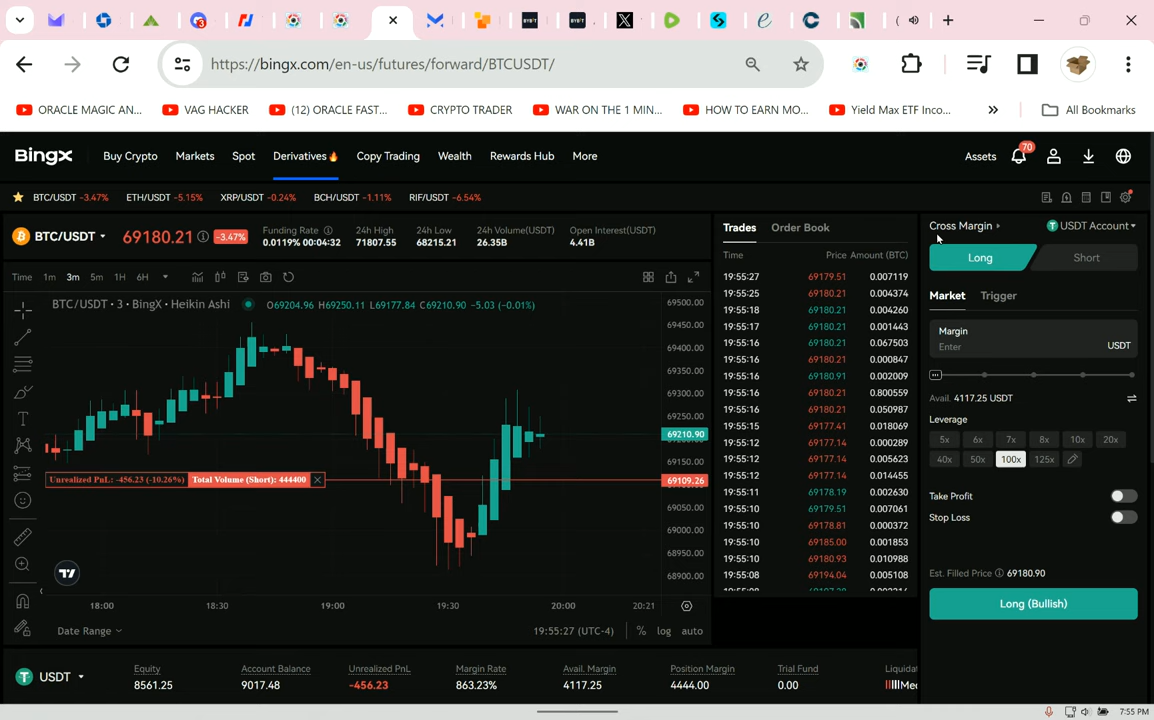 3
https://bingx.com/en-us/futures/forward/BTCUSDT/
ORACLE MAGIC AN...
VAG HACKER
(12) ORACLE FAST...
CRYPTO TRADER
WAR ON THE 1 MIN...
HOW TO EARN MO...
Yield Max ETF Inco...
All Bookmarks
BingX
Buy Crypto
Markets
Spot
Derivatives
Copy Trading
Wealth
Rewards Hub
More
Assets
70
BTC/USDT -3.47%
ETH/USDT -5.15%
XRP/USDT -0.24%
BCH/USDT -1.11%
RIF/USDT -6.54%
BTC/USDT
69180.21
-3.47%
Funding Rate
0.0119% 00:04:32
24h High
71807.55
24h Low
68215.21
24h Volume(USDT)
26.35B
Open Interest(USDT)
4.41B
Time 1m 3m 5m 1H 6H
BTC/USDT · 3 · BingX · Heikin Ashi
O69204.96 H69250.11 L69177.84 C69210.90 -5.03 (-0.01%)
69500.00
69450.00
69400.00
69350.00
69300.00
69250.00
69210.90
69150.00
69109.26
69050.00
69000.00
68950.00
68900.00
Unrealized PnL: -456.23 (-10.26%) Total Volume (Short): 444400
18:00
18:30
19:00
19:30
20:00
20:21
Date Range
19:55:27 (UTC-4)
% log auto
Trades
Order Book
Time Price Amount (BTC)
19:55:27 69179.51 0.007119
19:55:25 69180.21 0.004374
19:55:18 69180.21 0.004260
19:55:17 69180.21 0.001443
19:55:16 69180.21 0.067503
19:55:16 69180.21 0.000847
19:55:16 69180.91 0.002009
19:55:16 69180.21 0.800559
19:55:16 69180.21 0.050987
19:55:15 69177.41 0.018069
19:55:12 69177.14 0.000289
19:55:12 69177.14 0.005623
19:55:12 69177.14 0.014455
19:55:11 69178.19 0.002630
19:55:10 69179.51 0.007061
19:55:10 69178.81 0.000372
19:55:10 69185.00 0.001853
19:55:10 69180.93 0.010988
19:55:08 69194.04 0.005108
Cross Margin
USDT Account
Long
Short
Market
Trigger
Margin
Enter
USDT
Avail. 4117.25 USDT
Leverage
5x 6x 7x 8x 10x 20x
40x 50x 100x 125x
Take Profit
Stop Loss
Est. Filled Price 69180.90
Long (Bullish)
USDT
Equity
8561.25
Account Balance
9017.48
Unrealized PnL
-456.23
Margin Rate
863.23%
Avail. Margin
4117.25
Position Margin
4444.00
Trial Fund
0.00
Liquidat
Med
7:55 PM